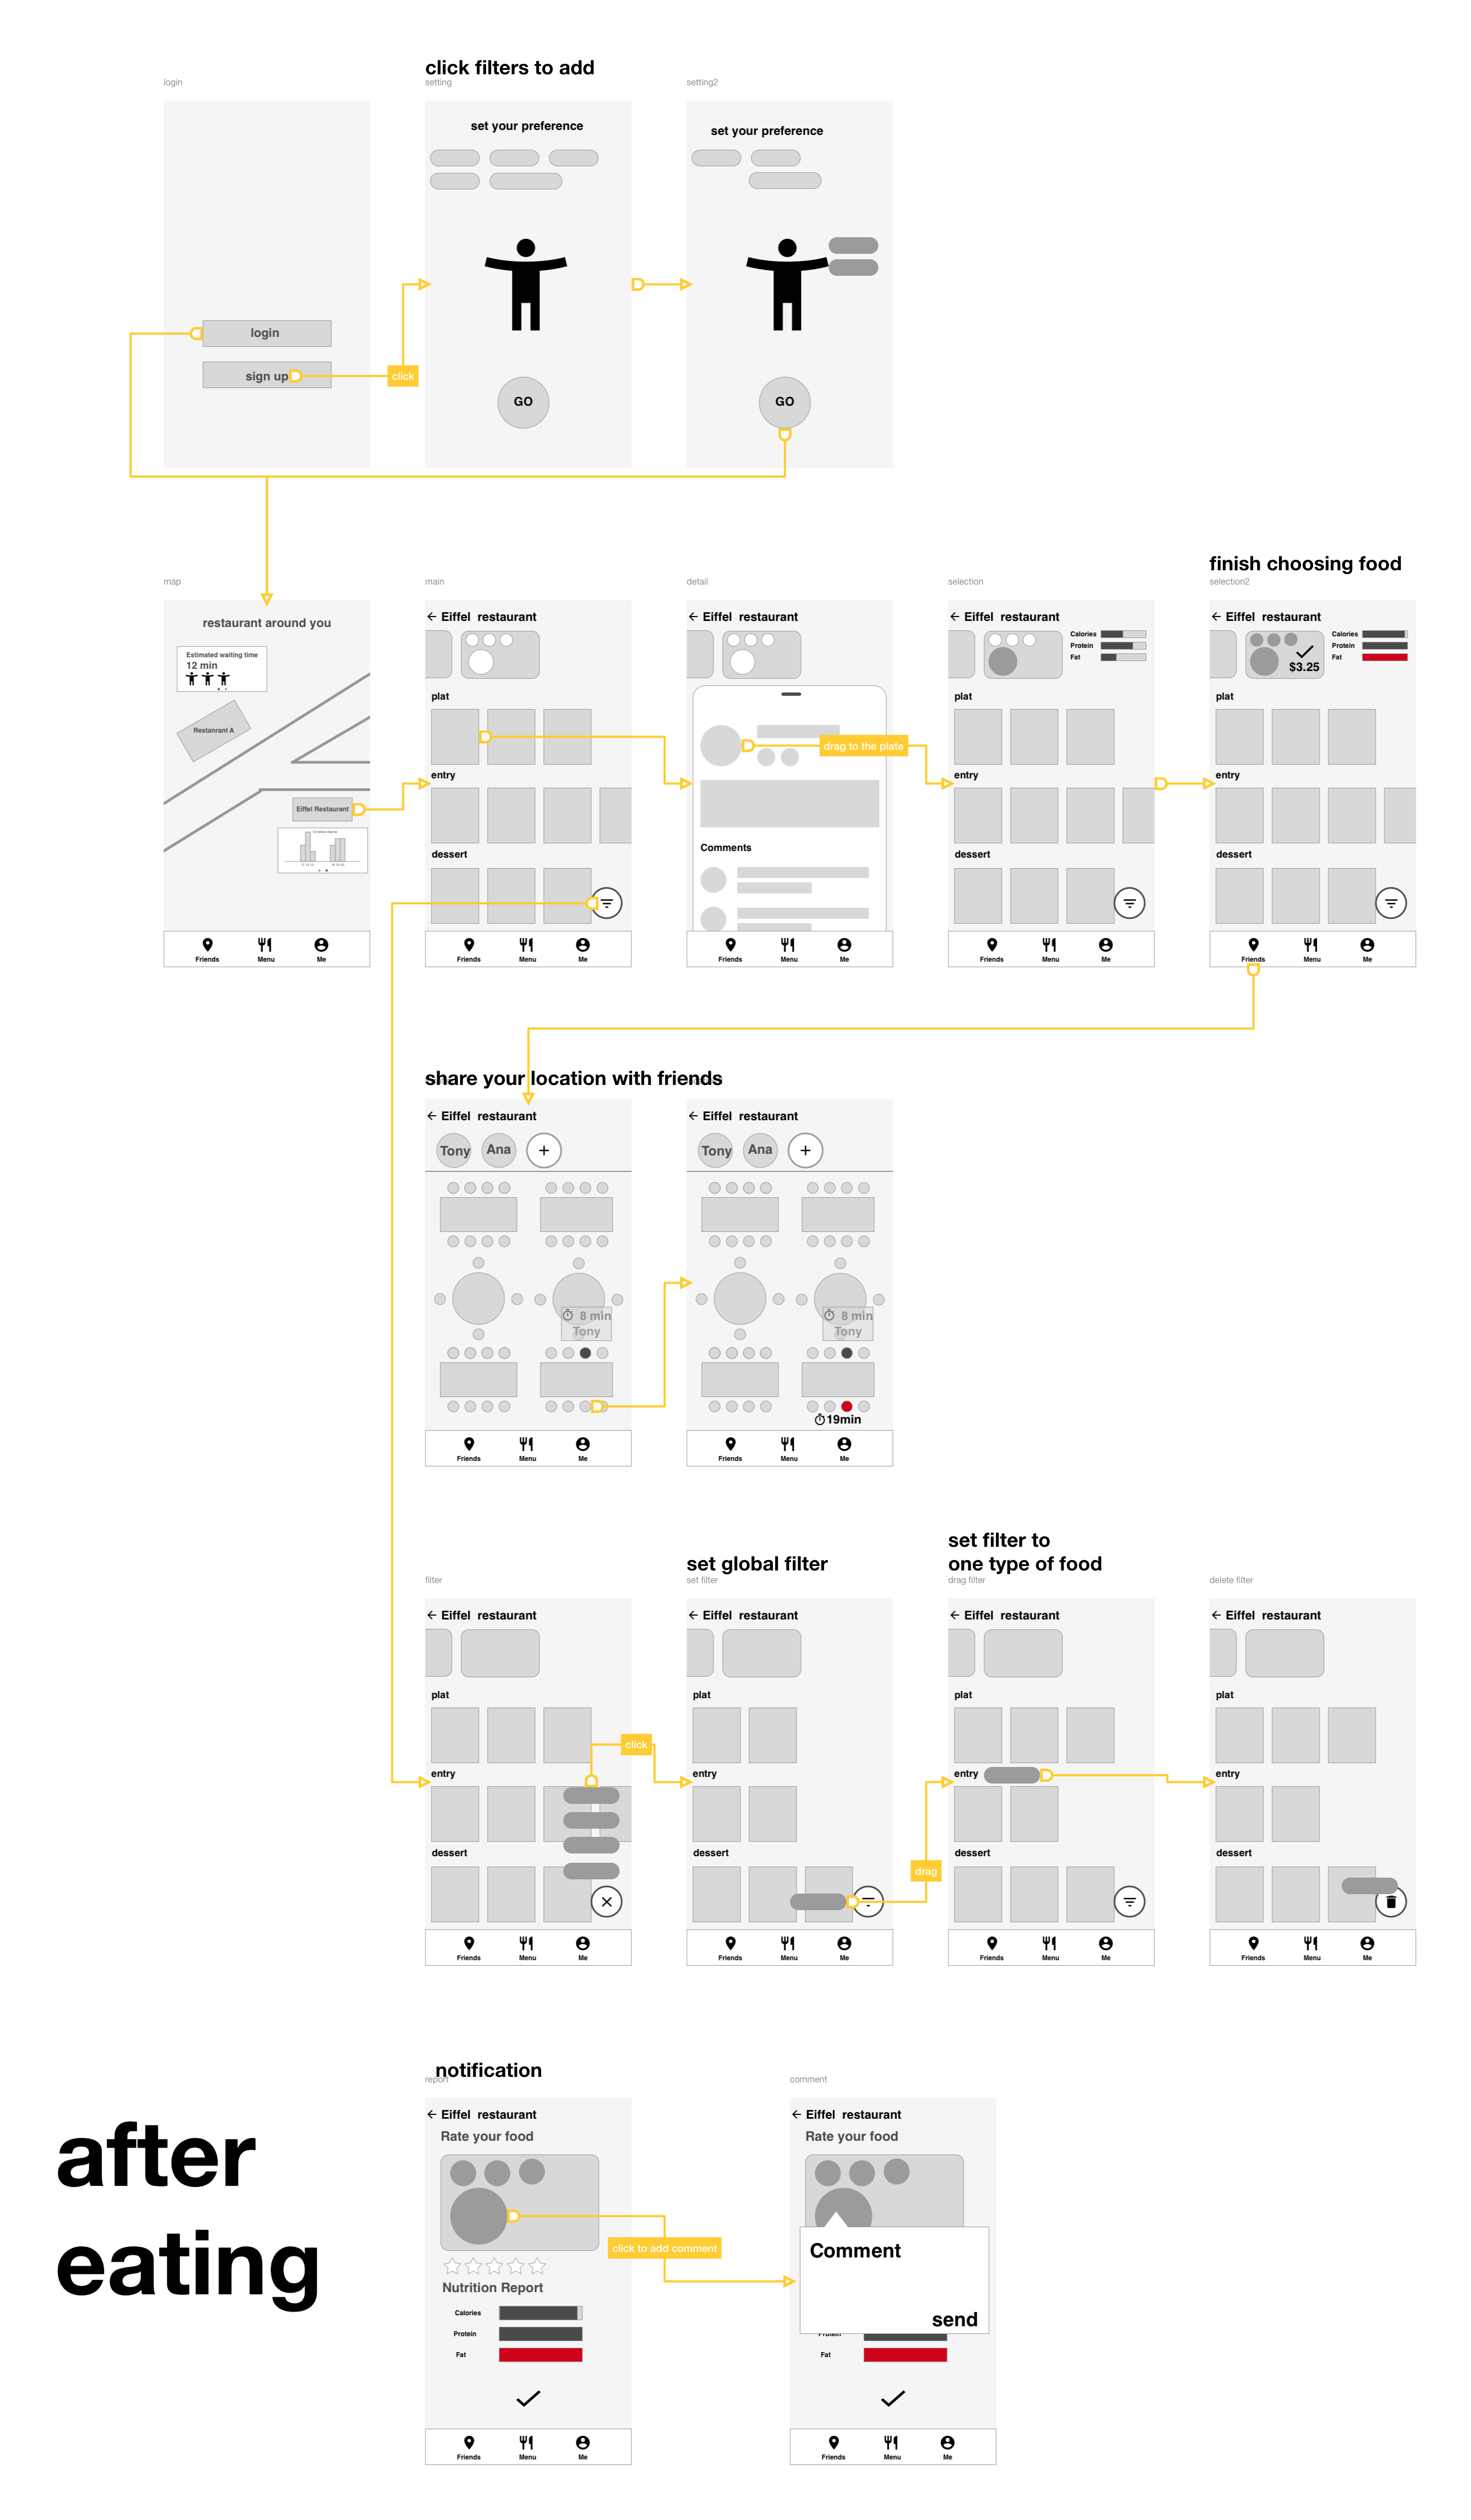 click filters to add
login
setting
setting2
set your preference
set your preference
login
sign up
click
GO
GO
finish choosing food
map
main
detail
selection
selection2
restaurant around you
Estimated waiting time
12 min
Restanrant A
Eiffel Restaurant
Friends
Menu
Me
Eiffel restaurant
plat
entry
dessert
Friends
Menu
Me
Eiffel restaurant
drag to the plate
Comments
Friends
Menu
Me
Eiffel restaurant
Calories
Protein
Fat
plat
entry
dessert
Friends
Menu
Me
Eiffel restaurant
Calories
Protein
Fat
$3.25
plat
entry
dessert
Friends
Menu
Me
share your location with friends
Eiffel restaurant
Tony
Ana
8 min
Tony
Friends
Menu
Me
Eiffel restaurant
Tony
Ana
8 min
Tony
19min
Friends
Menu
Me
set global filter
set filter to
one type of food
filter
set filter
drag filter
delete filter
Eiffel restaurant
plat
entry
dessert
click
Friends
Menu
Me
Eiffel restaurant
plat
entry
dessert
drag
Friends
Menu
Me
Eiffel restaurant
plat
entry
dessert
Friends
Menu
Me
Eiffel restaurant
plat
entry
dessert
Friends
Menu
Me
after
eating
notification
report
comment
Eiffel restaurant
Rate your food
click to add comment
Nutrition Report
Calories
Protein
Fat
Friends
Menu
Me
Eiffel restaurant
Rate your food
Comment
send
Protein
Fat
Friends
Menu
Me